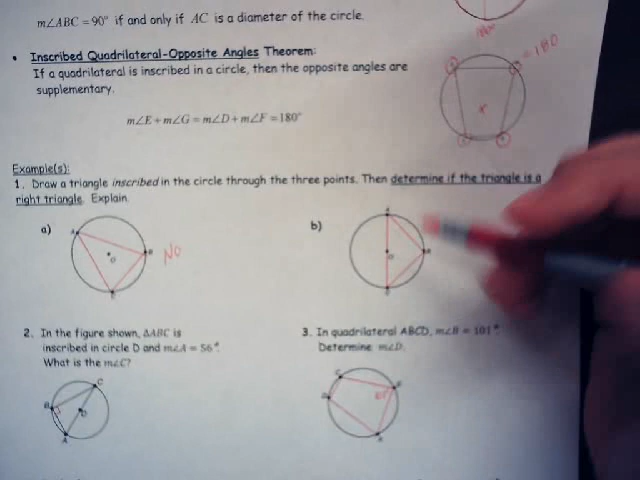 m∠ABC = 90° if and only if AC is a diameter of the circle.
= 180
• Inscribed Quadrilateral-Opposite Angles Theorem:
If a quadrilateral is inscribed in a circle, then the opposite angles are
supplementary.
m∠E + m∠G = m∠D + m∠F = 180°
Example(s):
1. Draw a triangle inscribed in the circle through the three points. Then determine if the triangle is a
right triangle. Explain.
a)
A
B
O
C
NO
b)
A
B
O
C
2. In the figure shown, ΔABC is
inscribed in circle D and m∠A = 56°.
What is the m∠C?
C
B
D
A
3. In quadrilateral ABCD, m∠B = 101°.
Determine m∠D.